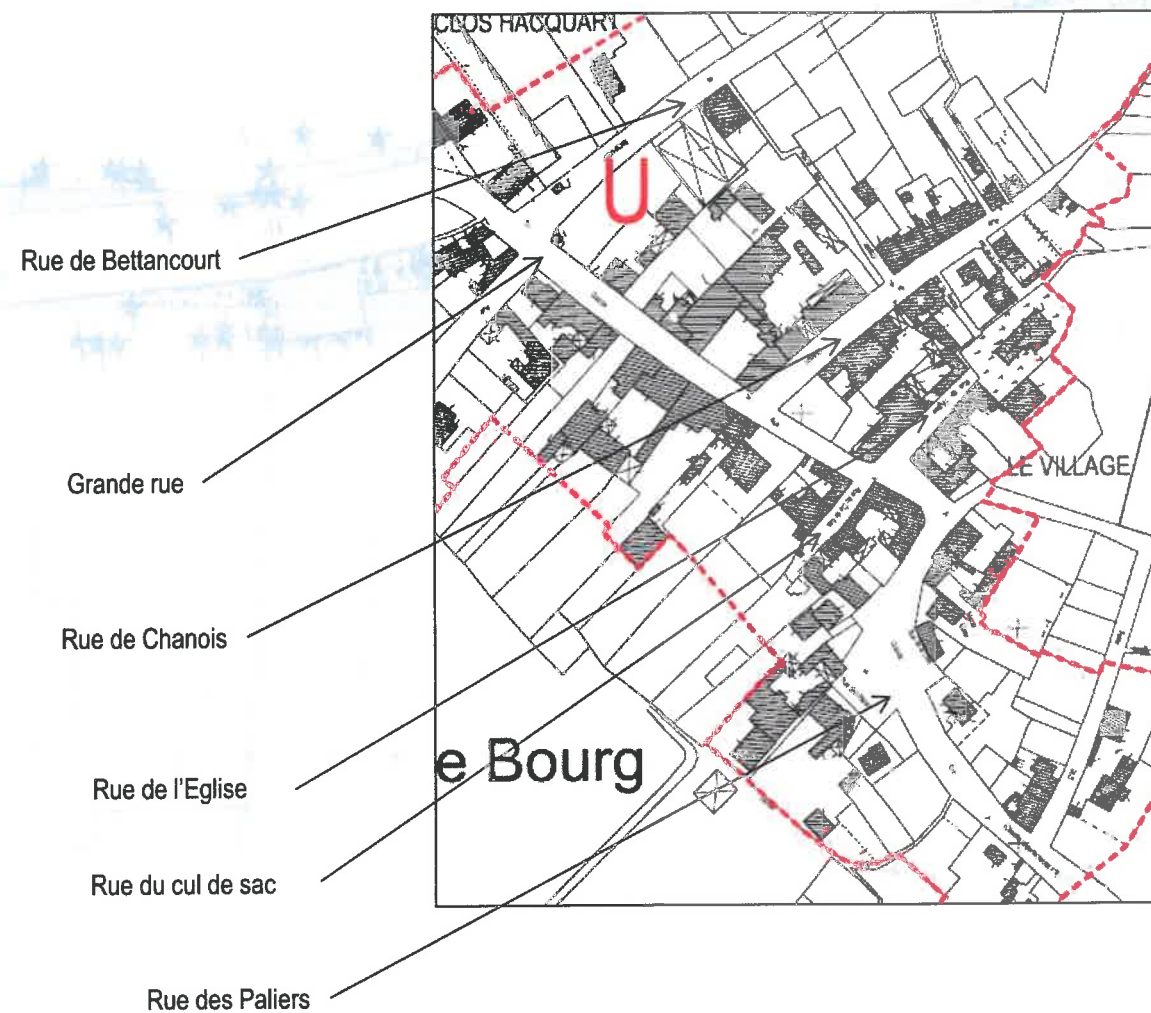 CLOS HACQUART
U
Rue de Bettancourt
Grande rue
LE VILLAGE
Rue de Chanois
e Bourg
Rue de l'Eglise
Rue du cul de sac
Rue des Paliers